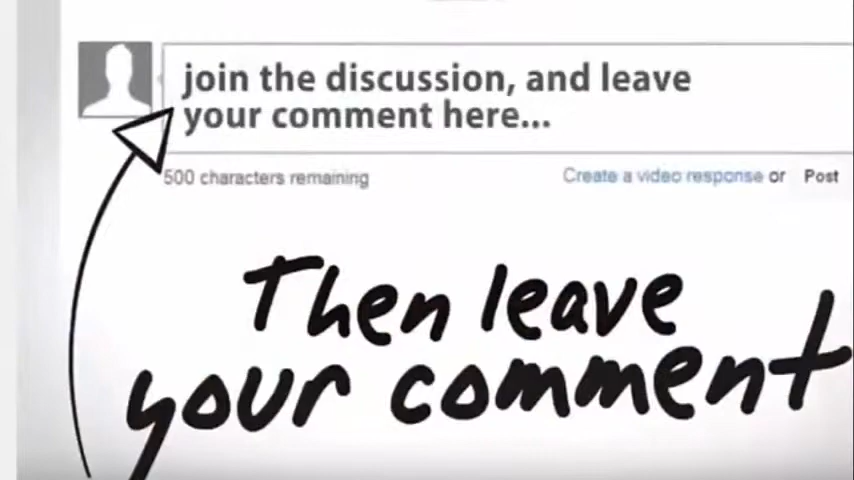 join the discussion, and leave
your comment here...
500 characters remaining
Create a video response or Post
Then leave
your comment